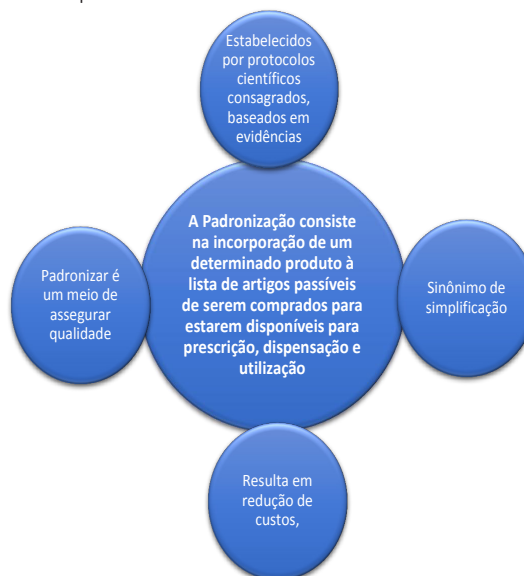 Estabelecidos
por protocolos
científicos
consagrados,
baseados em
evidências
A Padronização consiste
na incorporação de um
determinado produto à
lista de artigos passíveis
de serem comprados para
estarem disponíveis para
prescrição, dispensação e
utilização
Padronizar é
um meio de
assegurar
qualidade
Sinônimo de
simplificação
Resulta em
redução de
custos,